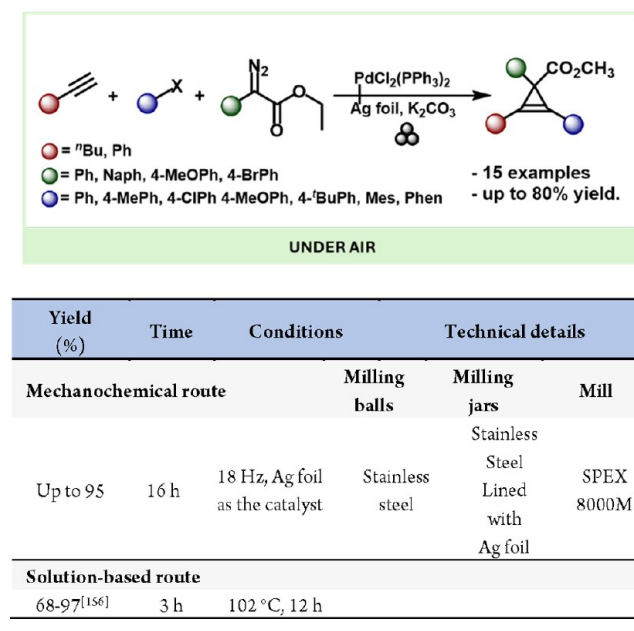 N2
X
+
+
O
O
PdCl2(PPh3)2
Ag foil, K2CO3
CO2CH3
= nBu, Ph
= Ph, Naph, 4-MeOPh, 4-BrPh
= Ph, 4-MePh, 4-ClPh 4-MeOPh, 4-tBuPh, Mes, Phen
- 15 examples
- up to 80% yield.
UNDER AIR
Yield
(%)
Time
Conditions
Technical details
Mechanochemical route
Milling
balls
Milling
jars
Mill
Up to 95
16 h
18 Hz, Ag foil
as the catalyst
Stainless
steel
Stainless
Steel
Lined
with
Ag foil
SPEX
8000M
Solution-based route
68-97[156]
3 h
102 °C, 12 h